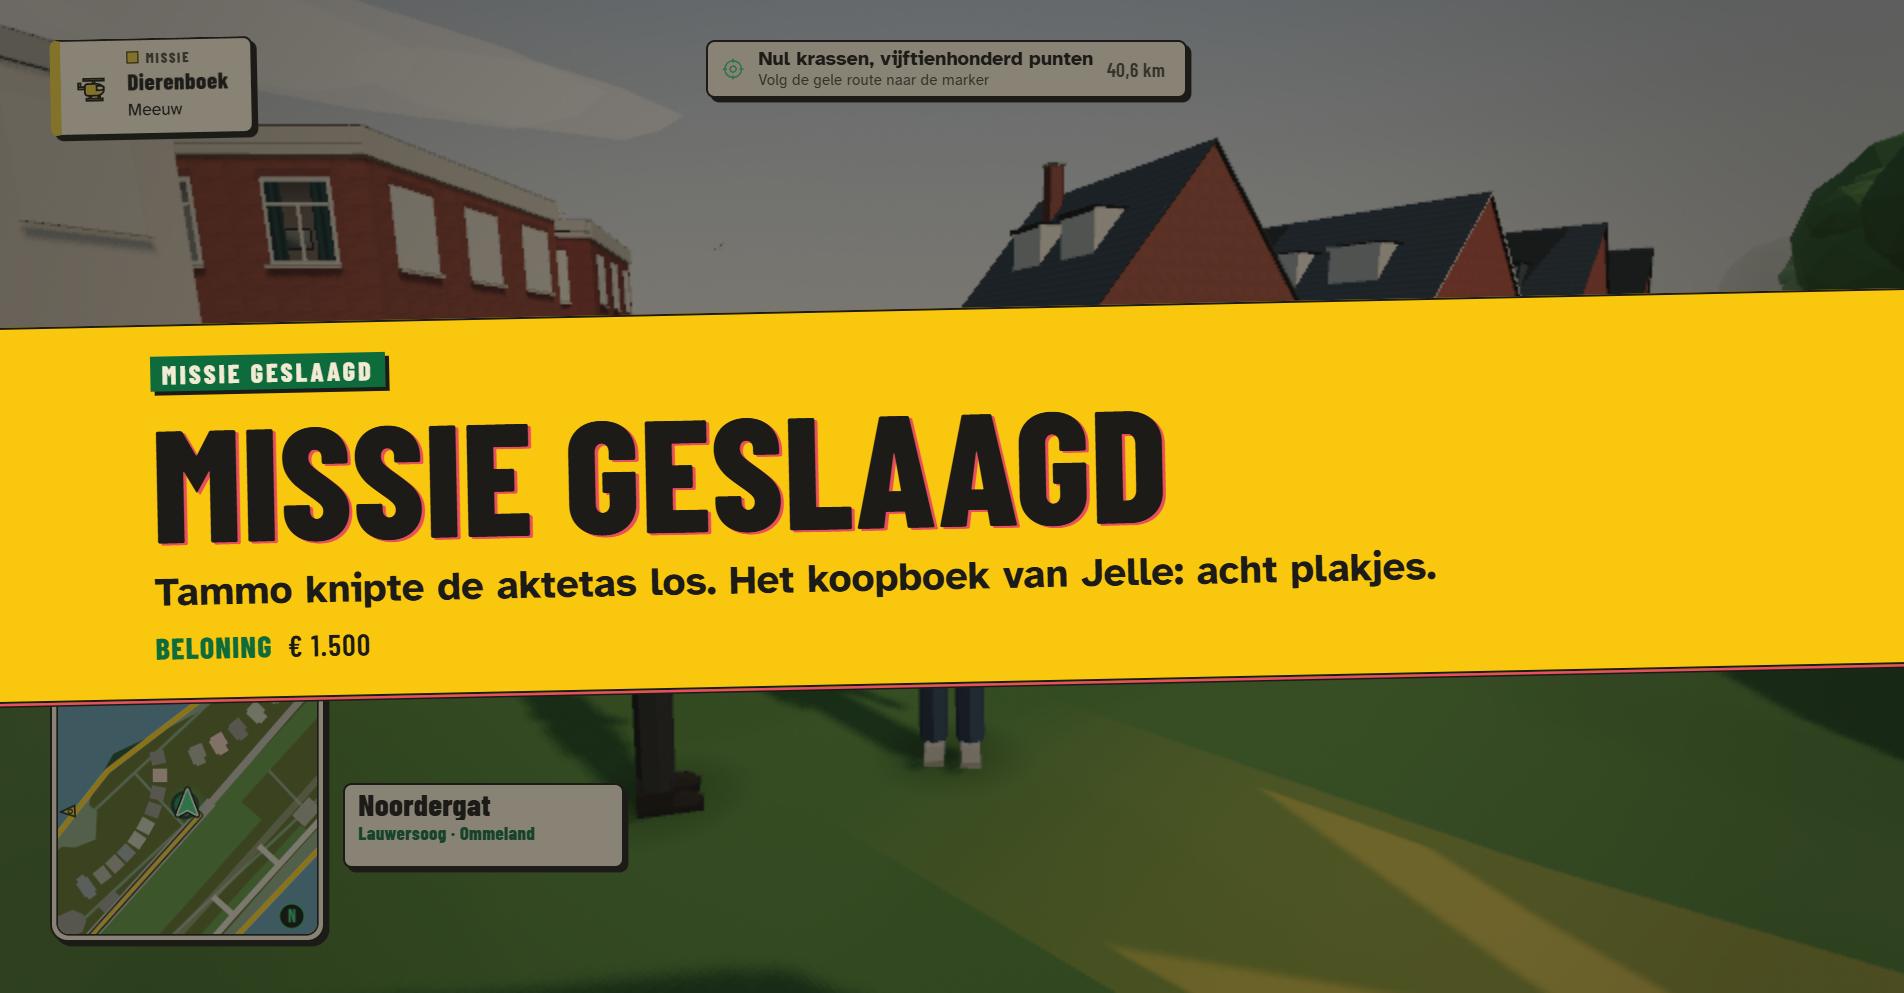 MISSIE
Dierenboek
Meeuw
Nul krassen, vijftienhonderd punten
Volg de gele route naar de marker
40,6 km
MISSIE GESLAAGD
MISSIE GESLAAGD
Tammo knipte de aktetas los. Het koopboek van Jelle: acht plakjes.
BELONING € 1.500
Noordergat
Lauwersoog · Ommeland
N